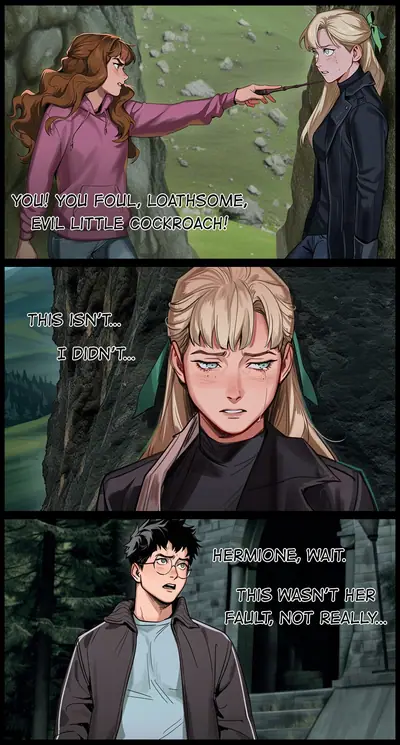 YOU! YOU FOUL, LOATHSOME,
EVIL LITTLE COCKROACH!
THIS ISN'T...
I DIDN'T...
HERMIONE, WAIT.
THIS WASN'T HER
FAULT, NOT REALLY...